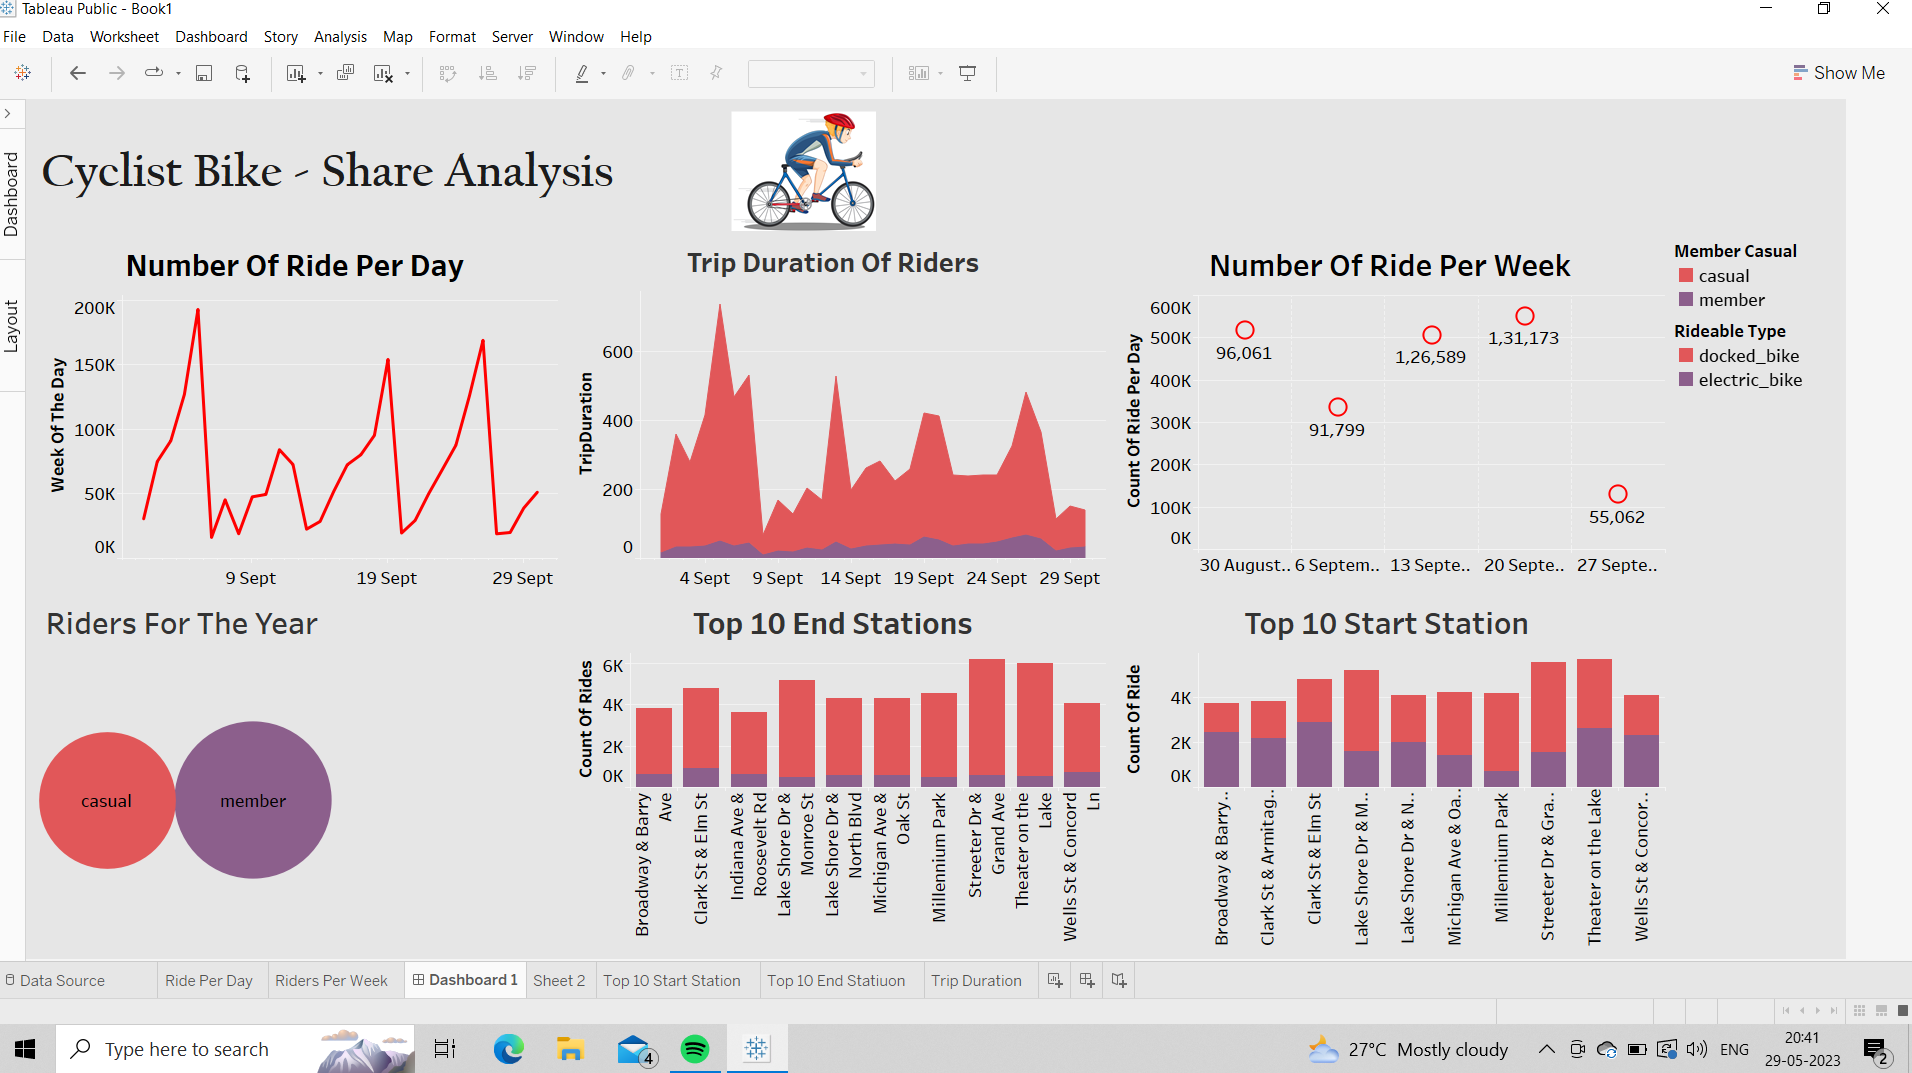 Tableau Public - Book1
File Data Worksheet Dashboard Story Analysis Map Format Server Window Help
Show Me
Dashboard
Layout
Cyclist Bike - Share Analysis
Number Of Ride Per Day
Week Of The Day
200K
150K
100K
50K
0K
9 Sept 19 Sept 29 Sept
Trip Duration Of Riders
TripDuration
600
400
200
0
4 Sept 9 Sept 14 Sept 19 Sept 24 Sept 29 Sept
Number Of Ride Per Week
Count Of Ride Per Day
600K
500K
400K
300K
200K
100K
0K
96,061
91,799
1,26,589
1,31,173
55,062
30 August.. 6 Septem.. 13 Septe.. 20 Septe.. 27 Septe..
Member Casual
casual
member
Rideable Type
docked_bike
electric_bike
Riders For The Year
casual
member
Top 10 End Stations
Count Of Rides
6K
4K
2K
0K
Broadway & Barry
Ave
Clark St & Elm St
Indiana Ave &
Roosevelt Rd
Lake Shore Dr &
Monroe St
Lake Shore Dr &
North Blvd
Michigan Ave &
Oak St
Millennium Park
Streeter Dr &
Grand Ave
Theater on the
Lake
Wells St & Concord
Ln
Top 10 Start Station
Count Of Ride
4K
2K
0K
Broadway & Barry..
Clark St & Armitag..
Clark St & Elm St
Lake Shore Dr & M..
Lake Shore Dr & N..
Michigan Ave & Oa..
Millennium Park
Streeter Dr & Gra..
Theater on the Lake
Wells St & Concor..
Data Source Ride Per Day Riders Per Week Dashboard 1 Sheet 2 Top 10 Start Station Top 10 End Statiuon Trip Duration
Type here to search
4
27°C Mostly cloudy
ENG
20:41
29-05-2023
2